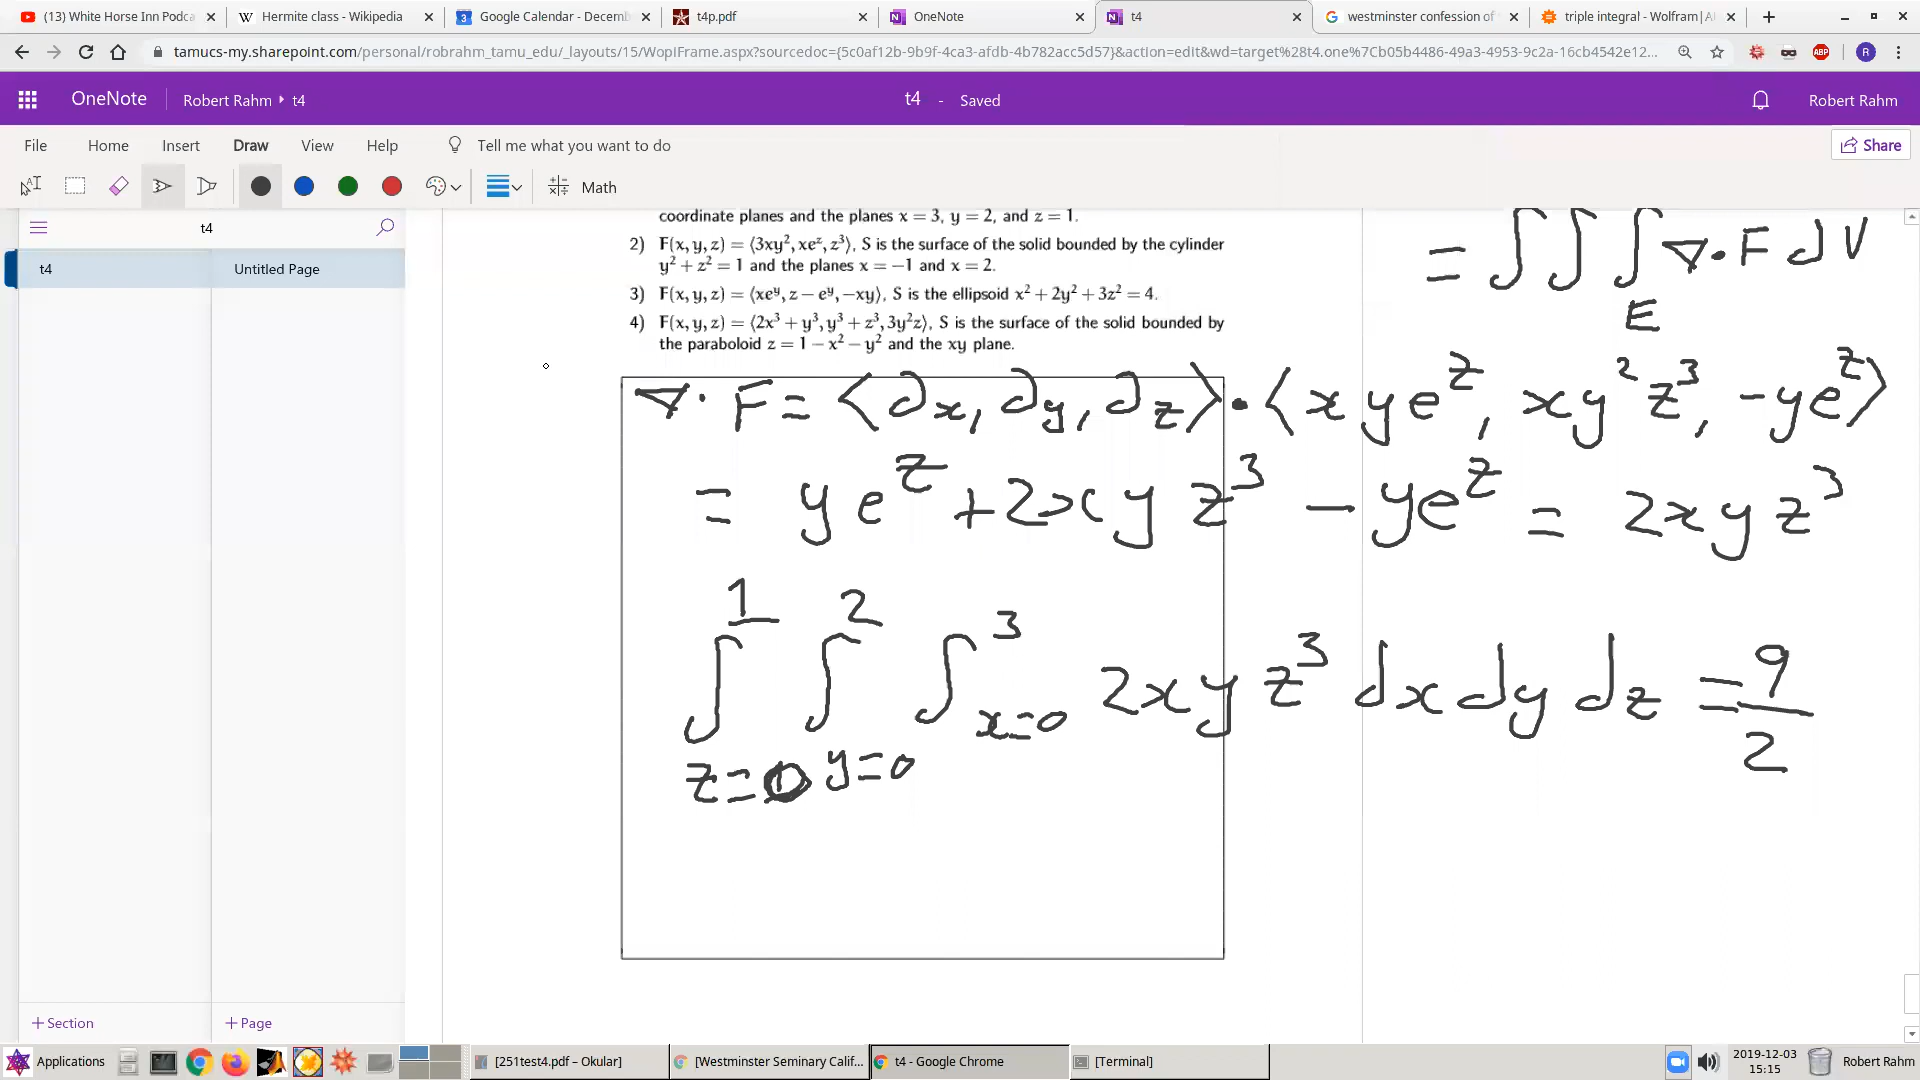 (13) White Horse Inn Podca
Hermite class - Wikipedia
Google Calendar - Decemb
t4p.pdf
OneNote
t4
westminster confession of
triple integral - Wolfram|Al
tamucs-my.sharepoint.com/personal/robrahm_tamu_edu/_layouts/15/WopiFrame.aspx?sourcedoc={5c0af12b-9b9f-4ca3-afdb-4b782acc5d57}&action=edit&wd=target%28t4.one%7Cb05b4486-49a3-4953-9c2a-16cb4542e12...
OneNote Robert Rahm t4
t4 - Saved
Robert Rahm
File Home Insert Draw View Help Tell me what you want to do Share
Math
t4
t4 Untitled Page
coordinate planes and the planes x = 3, y = 2, and z = 1.
2) F(x, y, z) = ⟨3xy², xeᶻ, z³⟩, S is the surface of the solid bounded by the cylinder
y² + z² = 1 and the planes x = −1 and x = 2.
3) F(x, y, z) = ⟨xeʸ, z − eʸ, −xy⟩, S is the ellipsoid x² + 2y² + 3z² = 4.
4) F(x, y, z) = ⟨2x³ + y³, y³ + z³, 3y²z⟩, S is the surface of the solid bounded by
the paraboloid z = 1 − x² − y² and the xy plane.
= ∫∫∫_E ∇·F dV
∇·F = ⟨∂x, ∂y, ∂z⟩ · ⟨xyeᶻ, xy²z³, −yeᶻ⟩
= yeᶻ + 2xyz³ − yeᶻ = 2xyz³
∫_{z=0}^{1} ∫_{y=0}^{2} ∫_{x=0}^{3} 2xyz³ dx dy dz = 9/2
+ Section + Page
Applications
[251test4.pdf – Okular]
[Westminster Seminary Calif...
t4 - Google Chrome
[Terminal]
2019-12-03
15:15
Robert Rahm